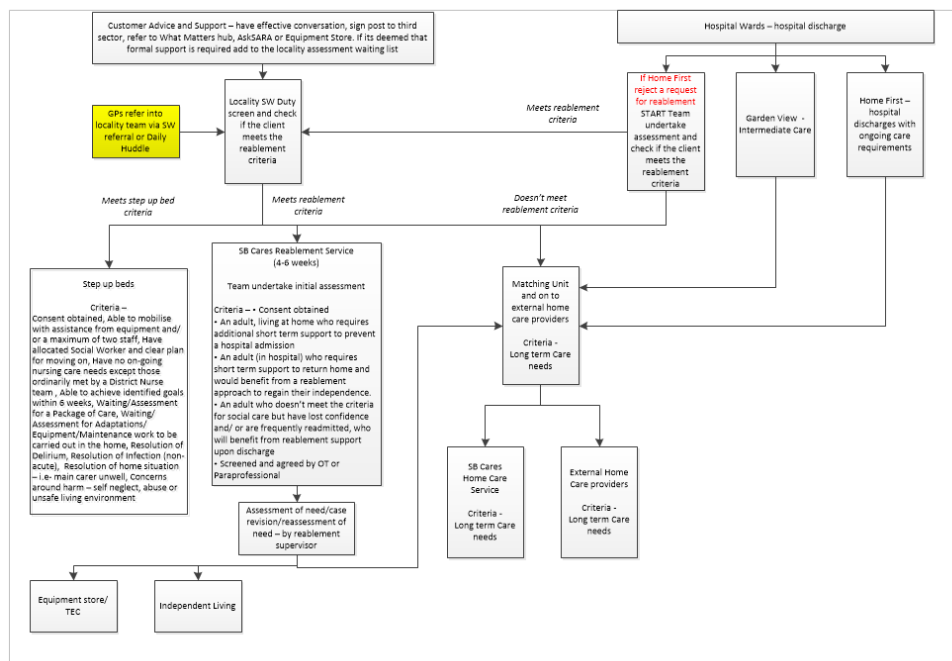 Customer Advice and Support – have effective conversation, sign post to third
sector, refer to What Matters hub, AskSARA or Equipment Store. If its deemed that
formal support is required add to the locality assessment waiting list
Hospital Wards – hospital discharge
GPs refer into
locality team via SW
referral or Daily
Huddle
Locality SW Duty
screen and check
if the client
meets the
reablement
criteria
Meets reablement
criteria
If Home First
reject a request
for reablement
START Team
undertake
assessment and
check if the client
meets the
reablement
criteria
Garden View -
Intermediate Care
Home First –
hospital
discharges with
ongoing care
requirements
Meets step up bed
criteria
Meets reablement
criteria
Doesn't meet
reablement criteria
Step up beds
Criteria –
Consent obtained, Able to mobilise
with assistance from equipment and/
or a maximum of two staff, Have
allocated Social Worker and clear plan
for moving on, Have no on-going
nursing care needs except those
ordinarily met by a District Nurse
team , Able to achieve identified goals
within 6 weeks, Waiting/Assessment
for a Package of Care, Waiting/
Assessment for Adaptations/
Equipment/Maintenance work to be
carried out in the home, Resolution of
Delirium, Resolution of Infection (non-
acute), Resolution of home situation
– i.e- main carer unwell, Concerns
around harm – self neglect, abuse or
unsafe living environment
SB Cares Reablement Service
(4-6 weeks)
Team undertake initial assessment
Criteria – • Consent obtained
• An adult, living at home who requires
additional short term support to prevent
a hospital admission
• An adult (in hospital) who requires
short term support to return home and
would benefit from a reablement
approach to regain their independence.
• An adult who doesn't meet the criteria
for social care but have lost confidence
and/ or are frequently readmitted, who
will benefit from reablement support
upon discharge
• Screened and agreed by OT or
Paraprofessional
Matching Unit
and on to
external home
care providers
Criteria -
Long term Care
needs
Assessment of need/case
revision/reassessment of
need – by reablement
supervisor
SB Cares
Home Care
Service
Criteria -
Long term Care
needs
External Home
Care providers
Criteria -
Long term Care
needs
Equipment store/
TEC
Independent Living